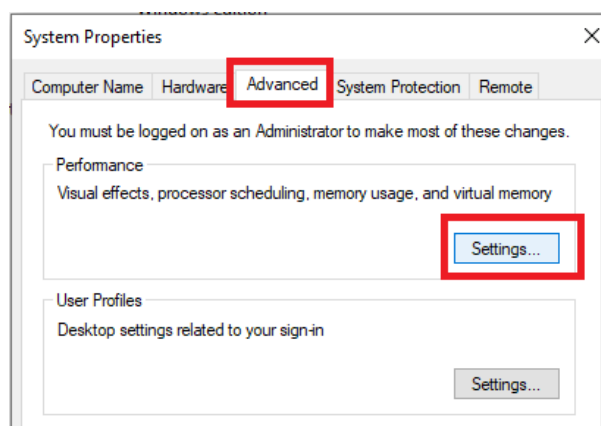 System Properties
Computer Name Hardware Advanced System Protection Remote
You must be logged on as an Administrator to make most of these changes.
Performance
Visual effects, processor scheduling, memory usage, and virtual memory
Settings...
User Profiles
Desktop settings related to your sign-in
Settings...